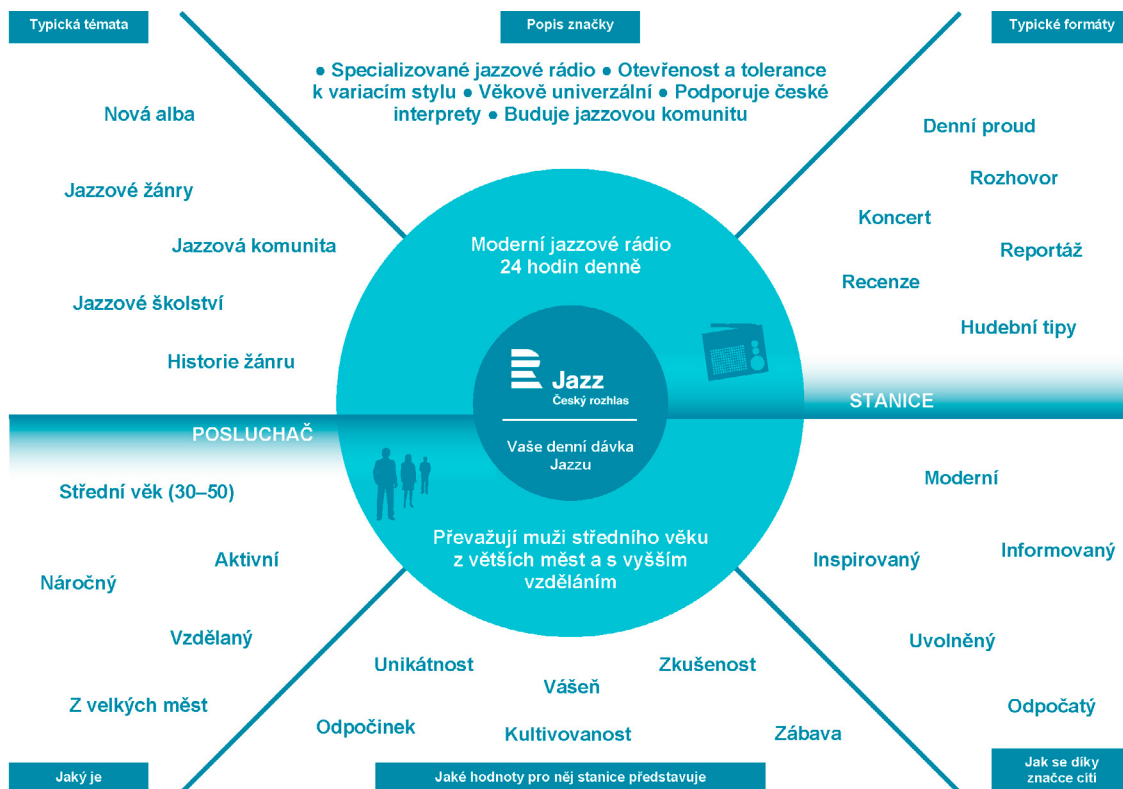 Typická témata
Popis značky
Typické formáty
● Specializované jazzové rádio ● Otevřenost a tolerance
k variacím stylu ● Věkově univerzální ● Podporuje české
interprety ● Buduje jazzovou komunitu
Nová alba
Jazzové žánry
Jazzová komunita
Jazzové školství
Historie žánru
Denní proud
Rozhovor
Koncert
Reportáž
Recenze
Hudební tipy
Moderní jazzové rádio
24 hodin denně
Jazz
Český rozhlas
Vaše denní dávka
Jazzu
STANICE
POSLUCHAČ
Střední věk (30–50)
Aktivní
Náročný
Vzdělaný
Z velkých měst
Převažují muži středního věku
z větších měst a s vyšším
vzděláním
Unikátnost
Zkušenost
Vášeň
Odpočinek
Kultivovanost
Zábava
Moderní
Informovaný
Inspirovaný
Uvolněný
Odpočatý
Jaký je
Jaké hodnoty pro něj stanice představuje
Jak se díky
značce cítí